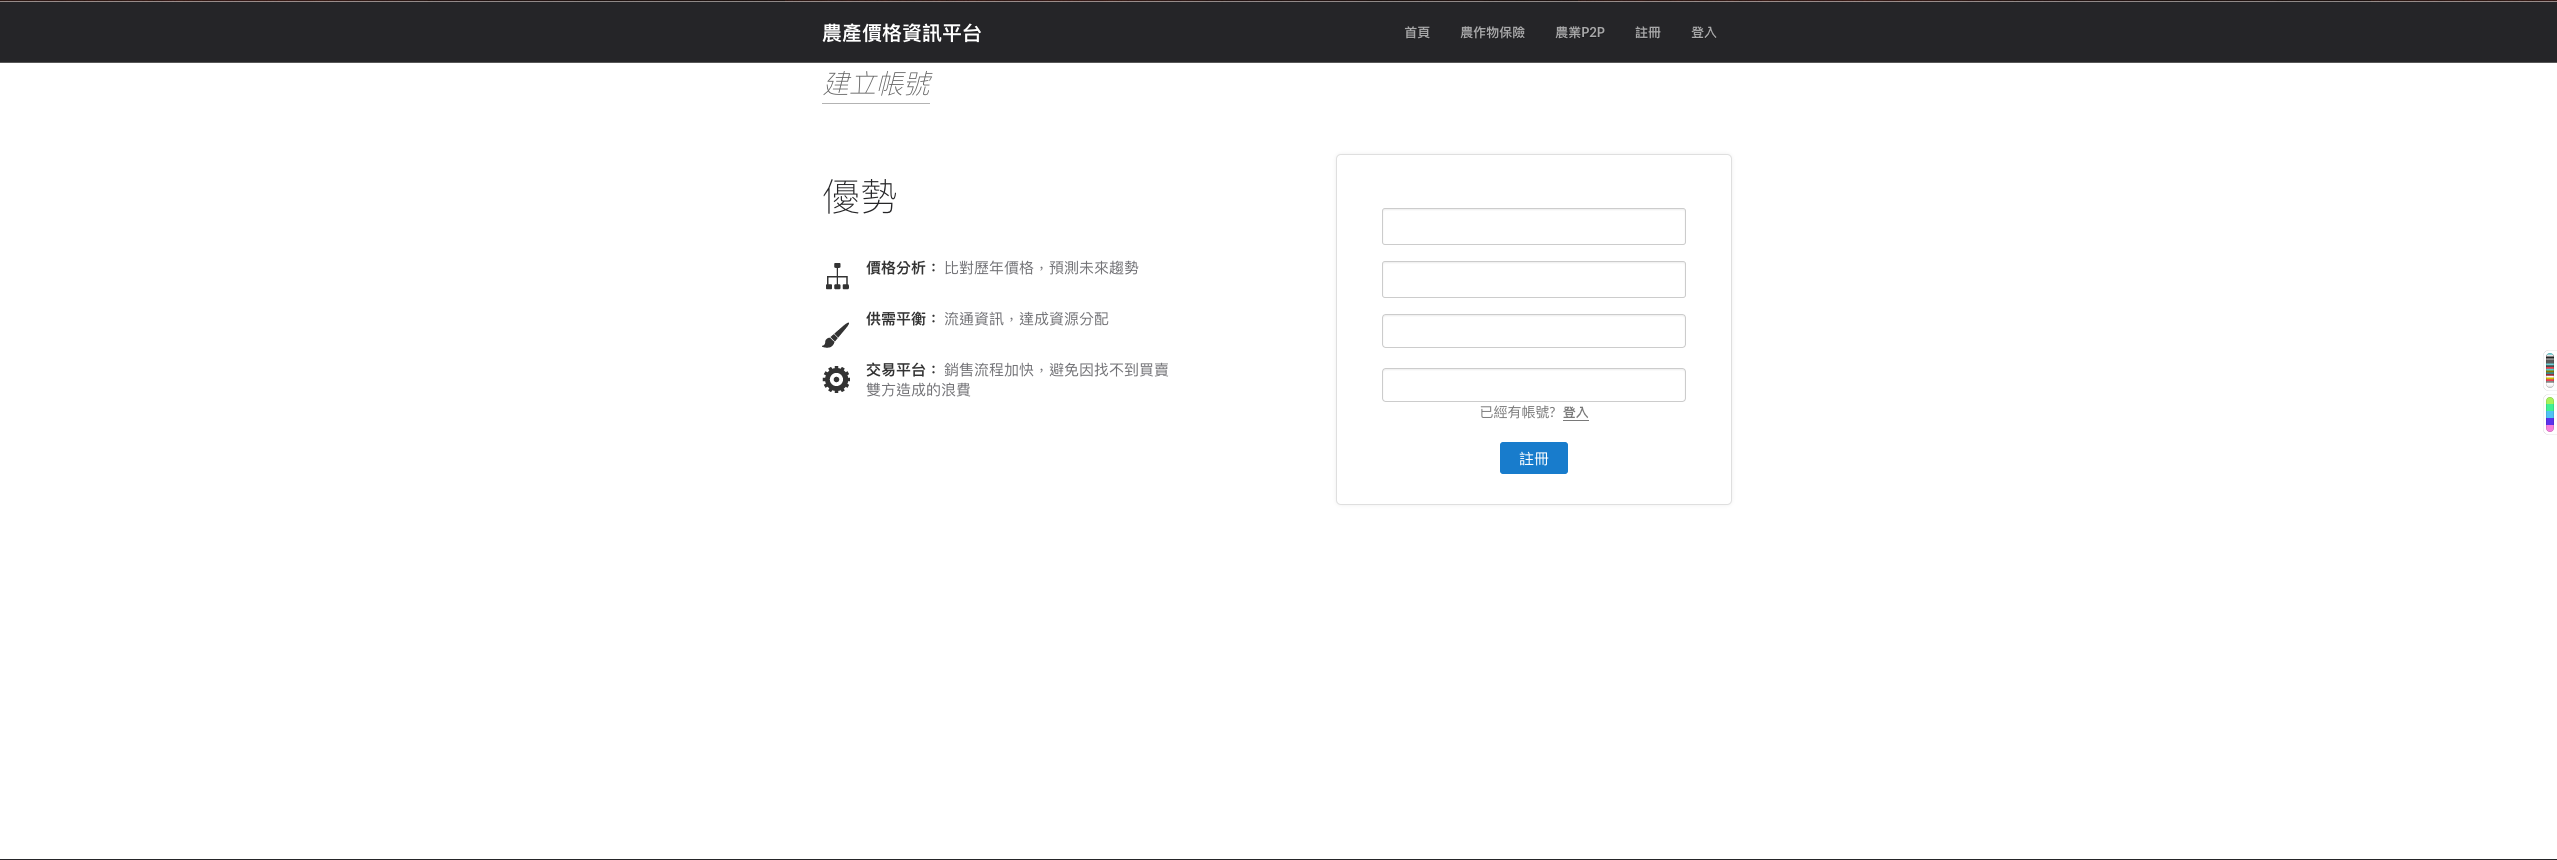 農產價格資訊平台
首頁 農作物保險 農業P2P 註冊 登入
建立帳號
優勢
價格分析： 比對歷年價格，預測未來趨勢
供需平衡： 流通資訊，達成資源分配
交易平台： 銷售流程加快，避免因找不到買賣
雙方造成的浪費
已經有帳號? 登入
註冊